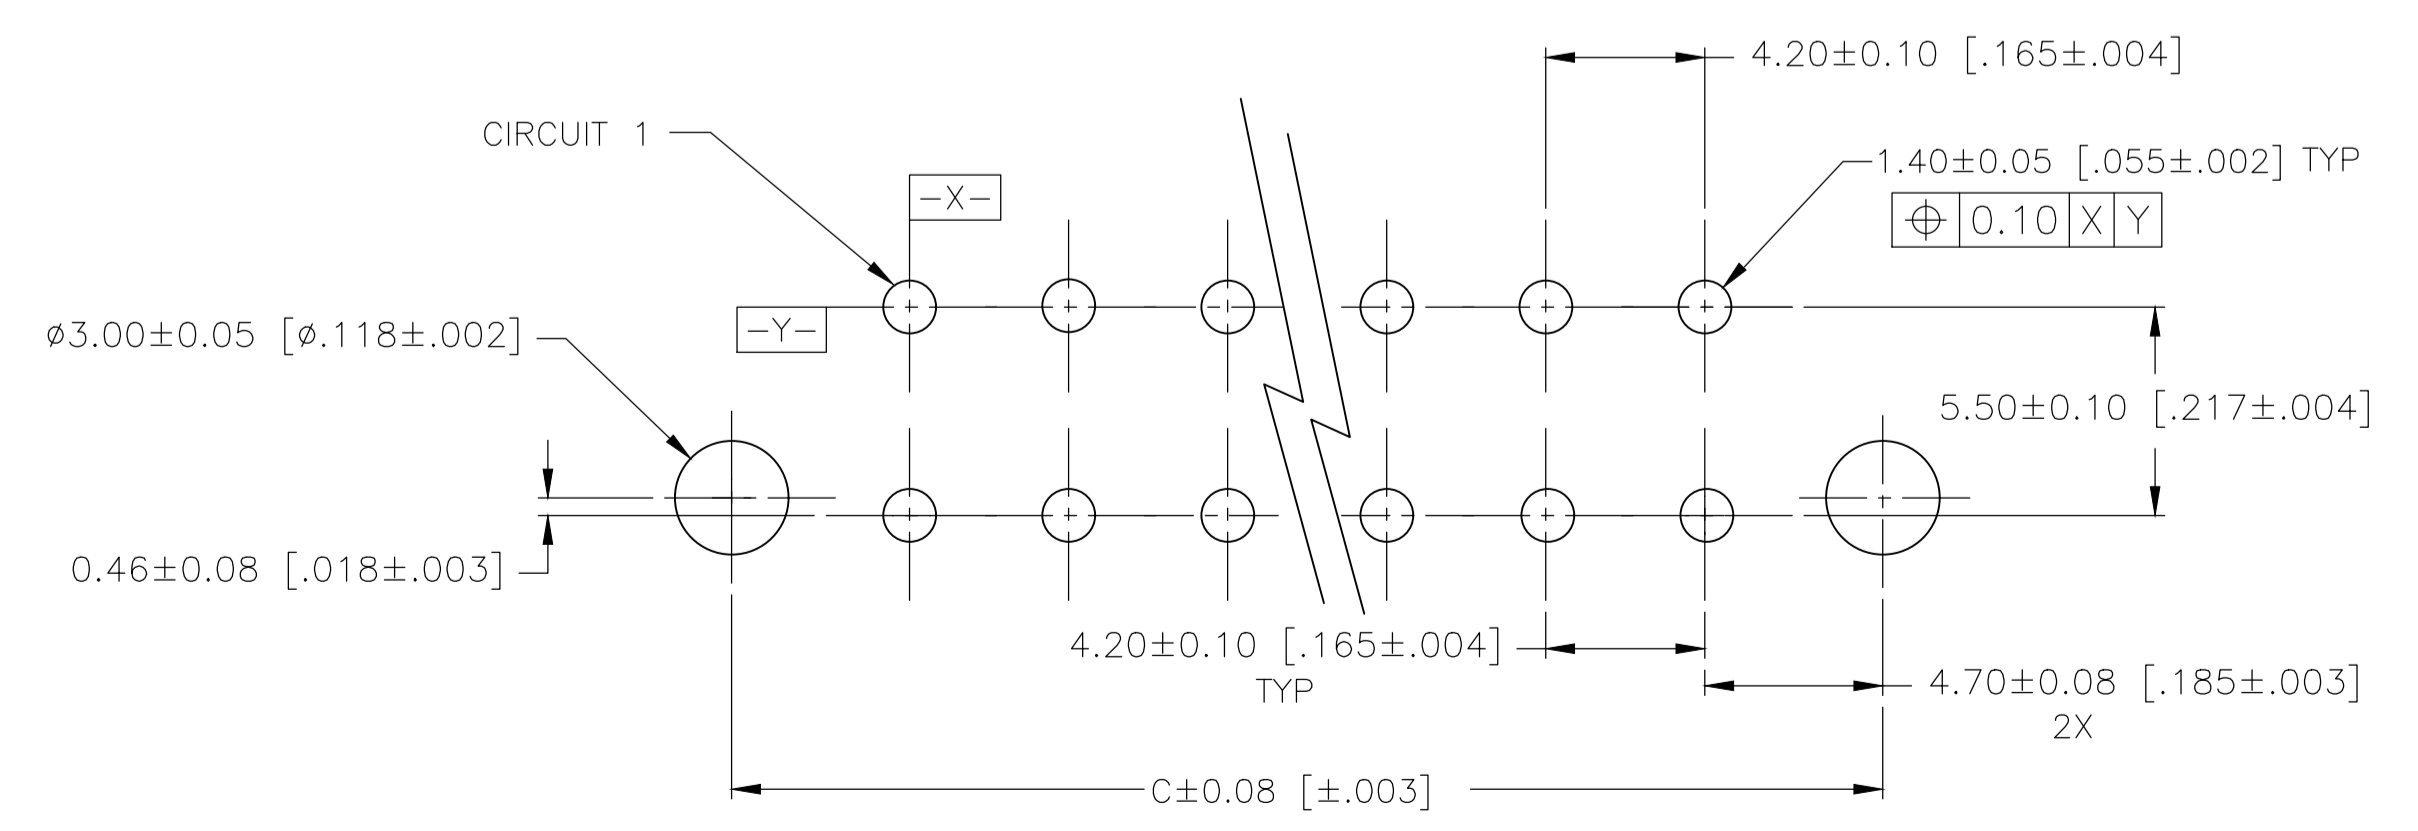 4.20±0.10 [.165±.004]
CIRCUIT 1
1.40±0.05 [.055±.002] TYP
-X-
⌖ 0.10 X Y
-Y-
⌀3.00±0.05 [⌀.118±.002]
5.50±0.10 [.217±.004]
0.46±0.08 [.018±.003]
4.20±0.10 [.165±.004]
TYP
4.70±0.08 [.185±.003]
2X
C±0.08 [±.003]